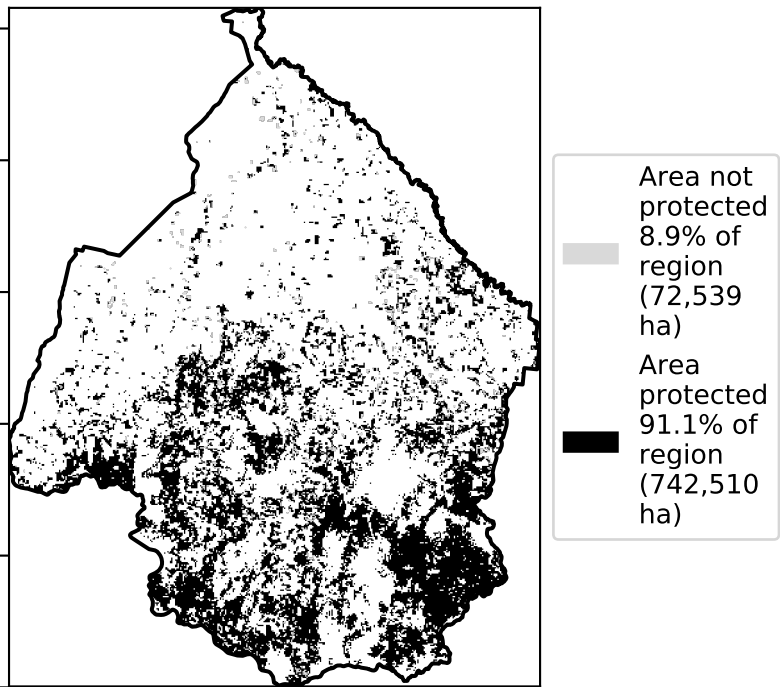 Area not
protected
8.9% of
region
(72,539
ha)
Area
protected
91.1% of
region
(742,510
ha)